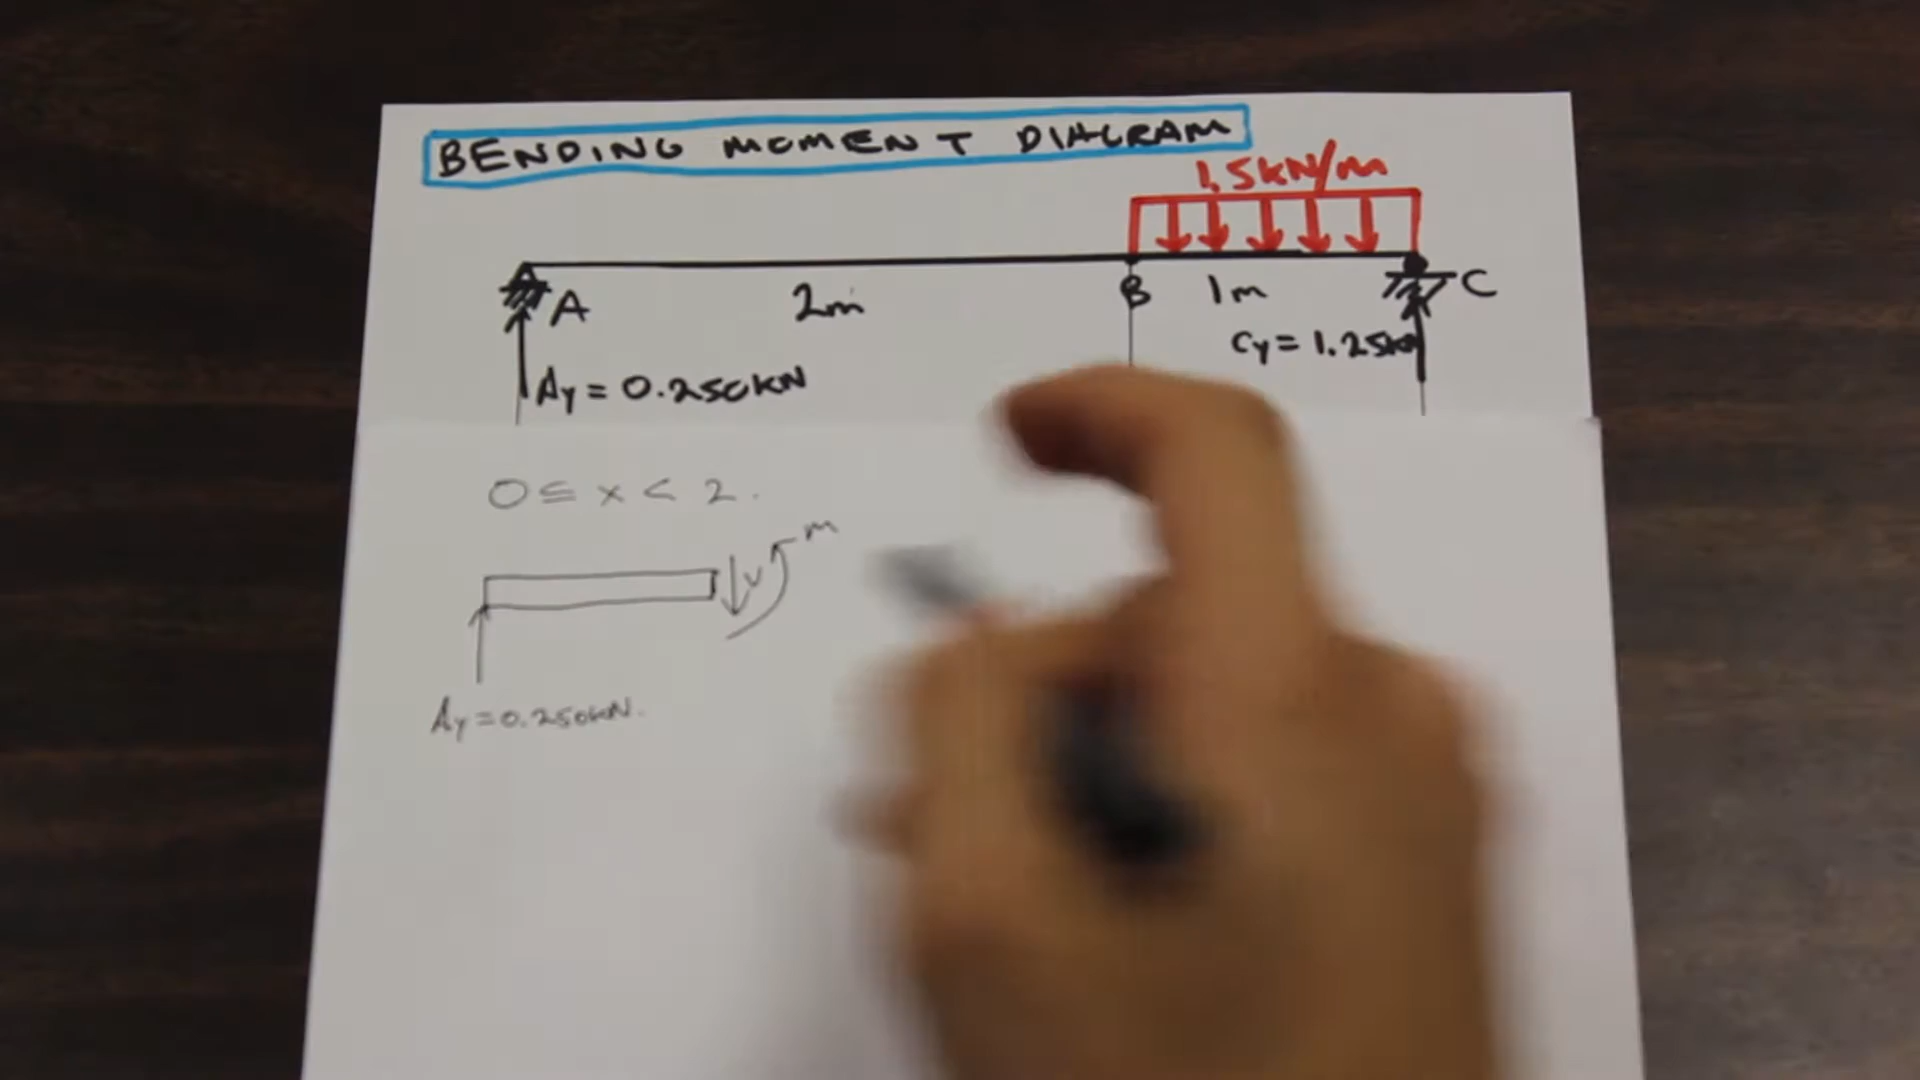 BENDING MOMENT DIAGRAM
1.5kN/m
A
2m
B
1m
C
Cy = 1.25kN
Ay = 0.250KN
0 ≤ x < 2.
m
v
Ay=0.250kN.